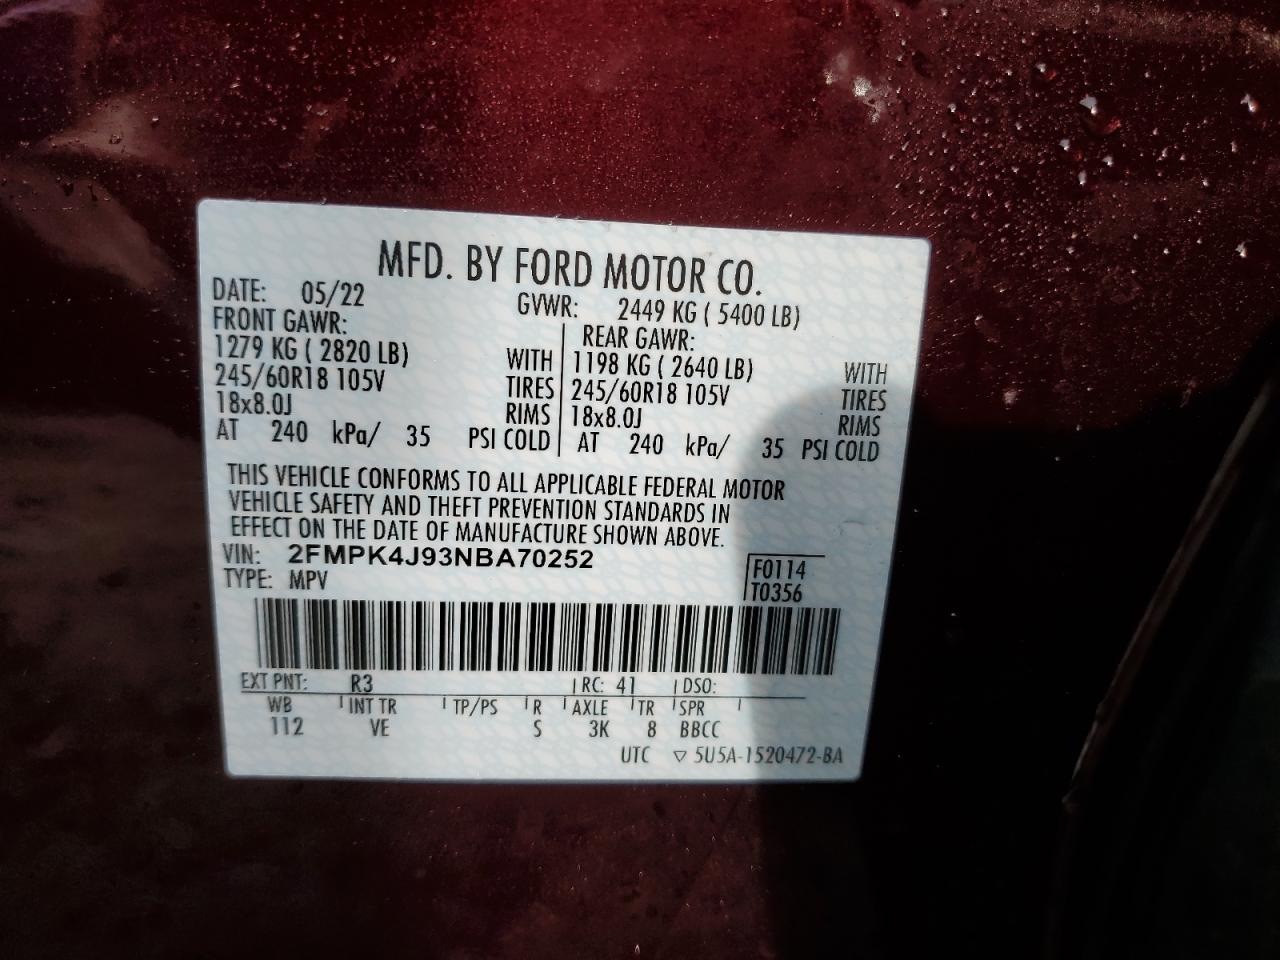 MFD. BY FORD MOTOR CO.
DATE: 05/22 GVWR: 2449 KG ( 5400 LB)
FRONT GAWR: REAR GAWR:
1279 KG ( 2820 LB) WITH 1198 KG ( 2640 LB) WITH
245/60R18 105V TIRES 245/60R18 105V TIRES
18x8.0J RIMS 18x8.0J RIMS
AT 240 kPa/ 35 PSI COLD AT 240 kPa/ 35 PSI COLD
THIS VEHICLE CONFORMS TO ALL APPLICABLE FEDERAL MOTOR
VEHICLE SAFETY AND THEFT PREVENTION STANDARDS IN
EFFECT ON THE DATE OF MANUFACTURE SHOWN ABOVE.
VIN: 2FMPK4J93NBA70252 F0114
TYPE: MPV T0356
EXT PNT: R3 RC: 41 DSO:
WB INT TR TP/PS R AXLE TR SPR
112 VE S 3K 8 BBCC
UTC ▽ 5U5A-1520472-BA